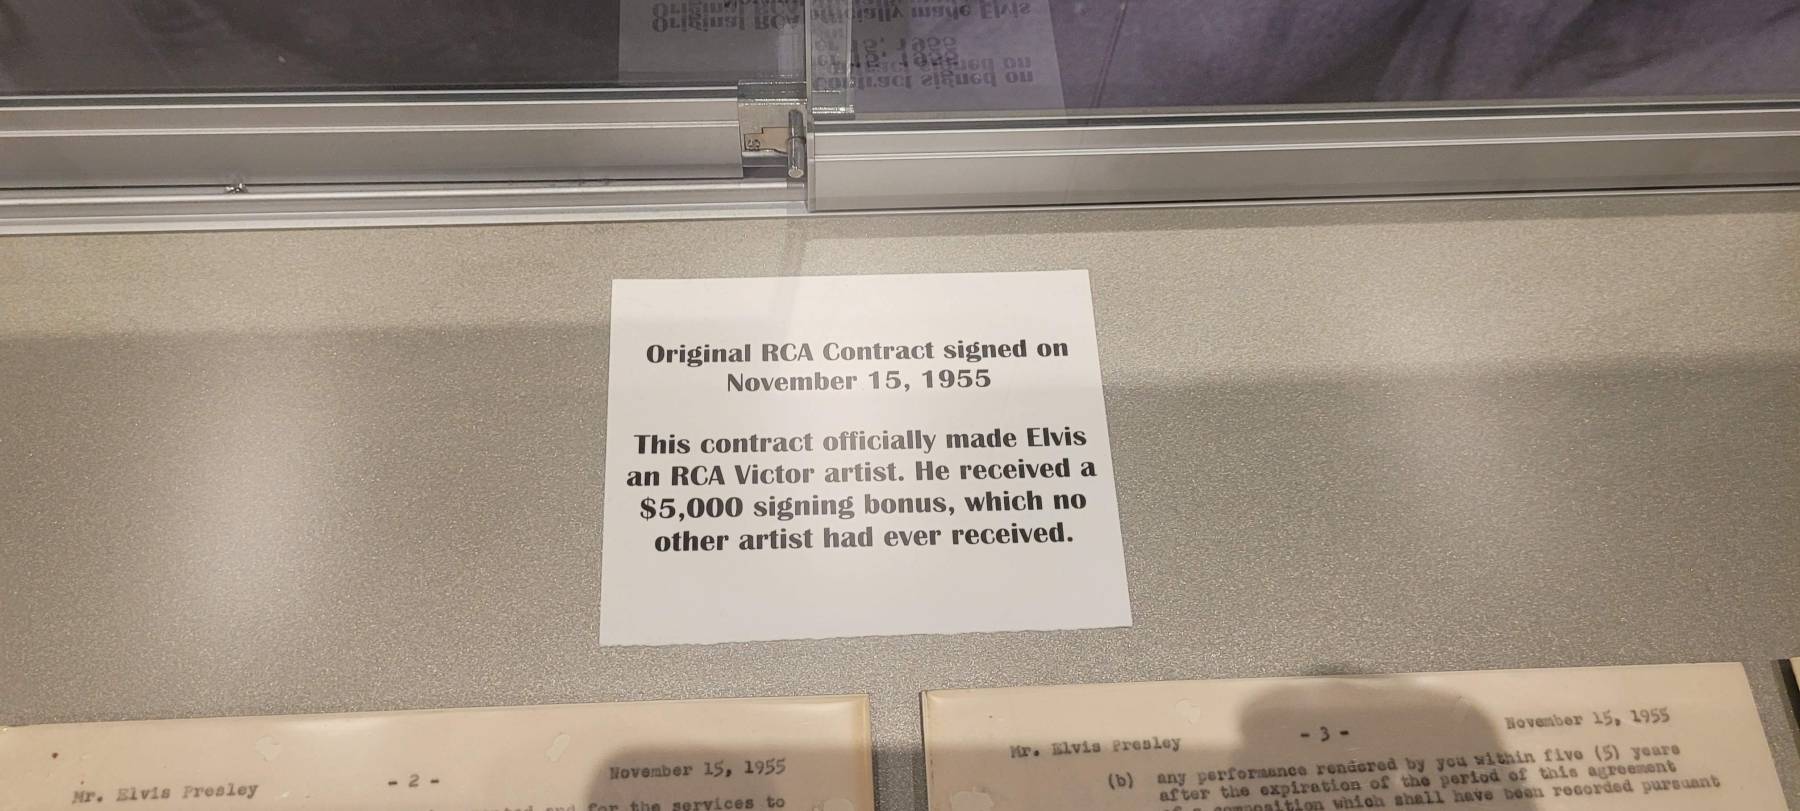 Original RCA Contract signed on
November 15, 1955
This contract officially made Elvis
an RCA Victor artist. He received a
$5,000 signing bonus, which no
other artist had ever received.
Mr. Elvis Presley - 2 - November 15, 1955
and for the services to
Mr. Elvis Presley - 3 - November 15, 1955
(b) any performance rendered by you within five (5) years
after the expiration of the period of this agreement
composition which shall have been recorded pursuant